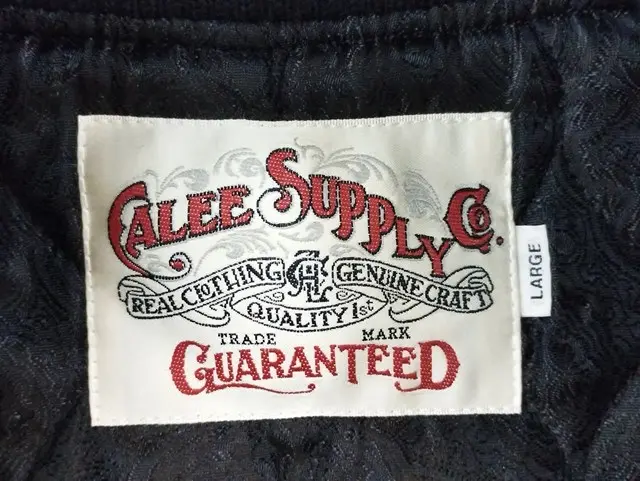 CALEE SUPPLY CO.
REAL CLOTHING GENUINE CRAFT
QUALITY 1st
TRADE MARK
GUARANTEED
LARGE